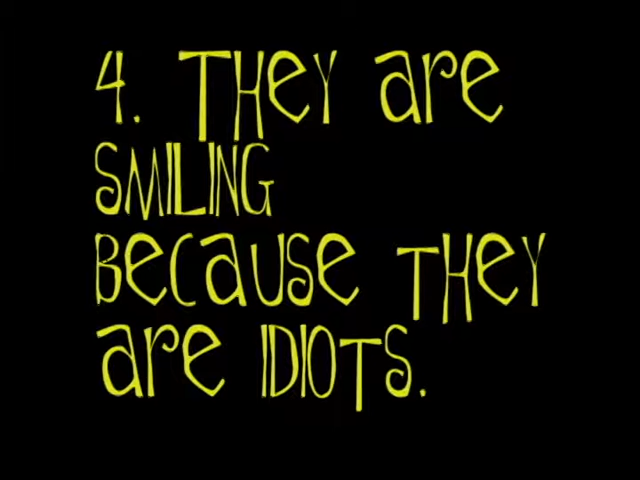 4. They are
SMILING
Because they
are IDIOTS.